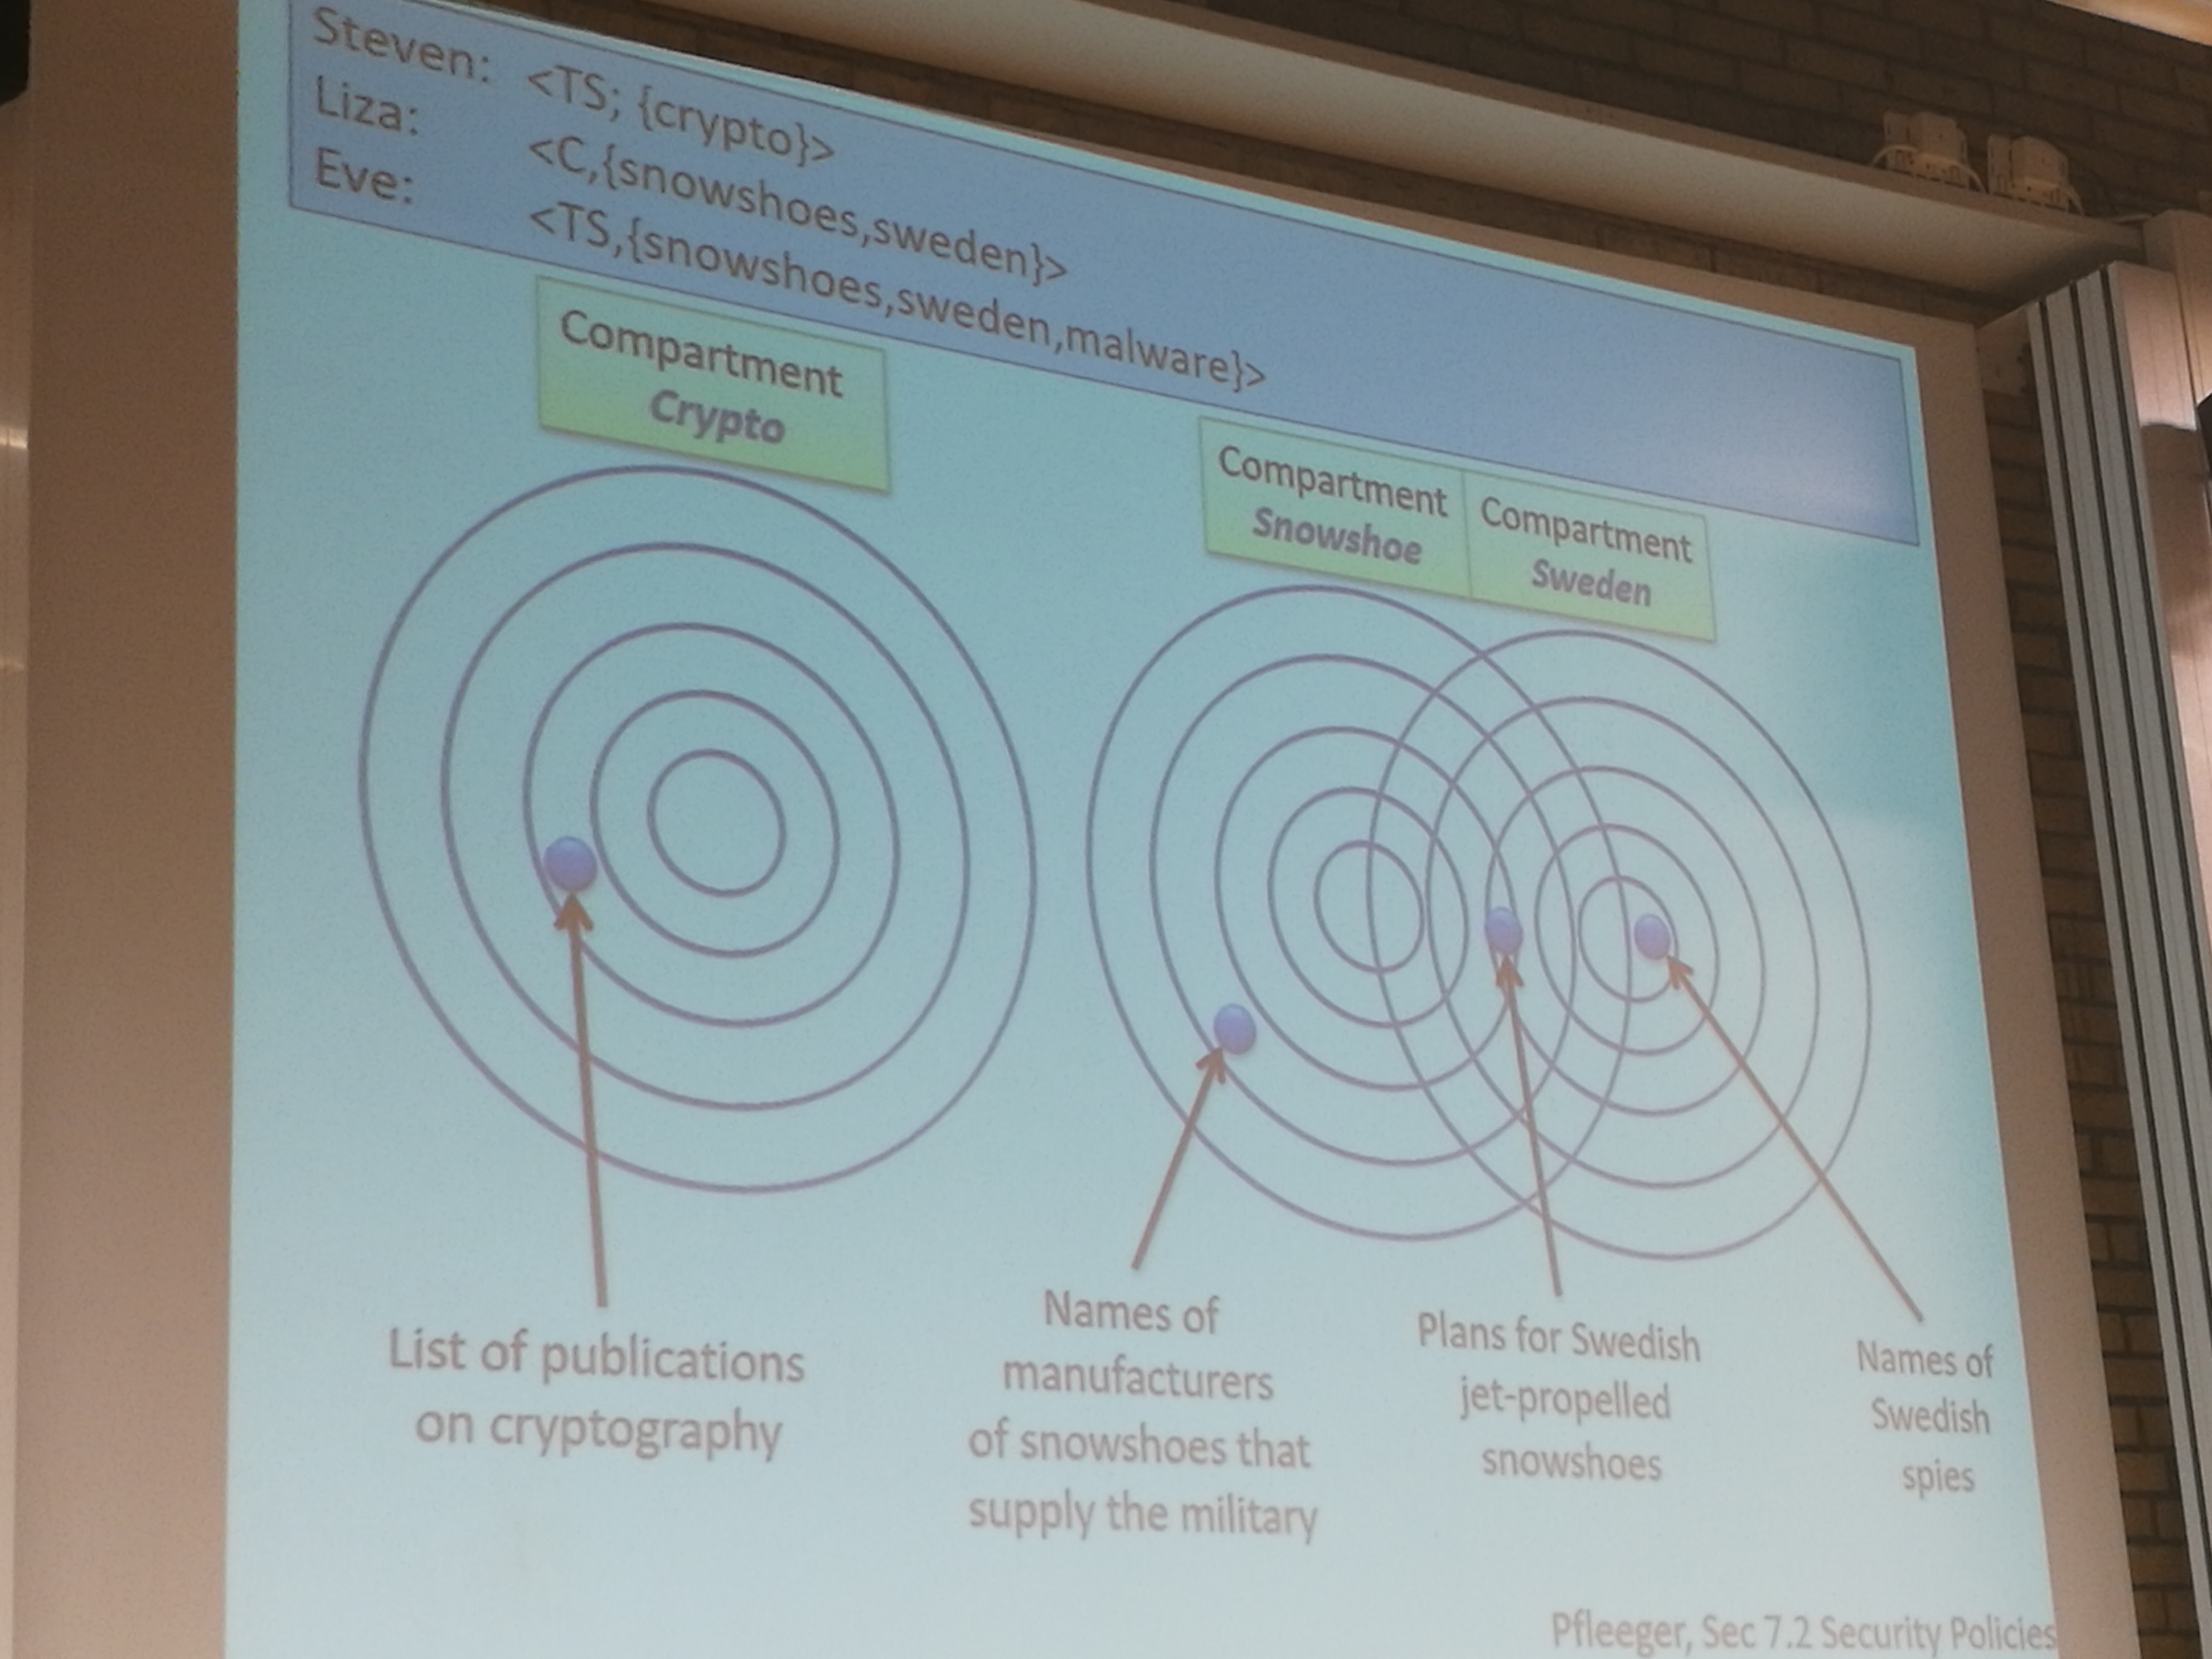 Steven: <TS; {crypto}>
Liza: <C,{snowshoes,sweden}>
Eve: <TS,{snowshoes,sweden,malware}>
Compartment
Crypto
Compartment
Snowshoe
Compartment
Sweden
List of publications
on cryptography
Names of
manufacturers
of snowshoes that
supply the military
Plans for Swedish
jet-propelled
snowshoes
Names of
Swedish
spies
Pfleeger, Sec 7.2 Security Policies